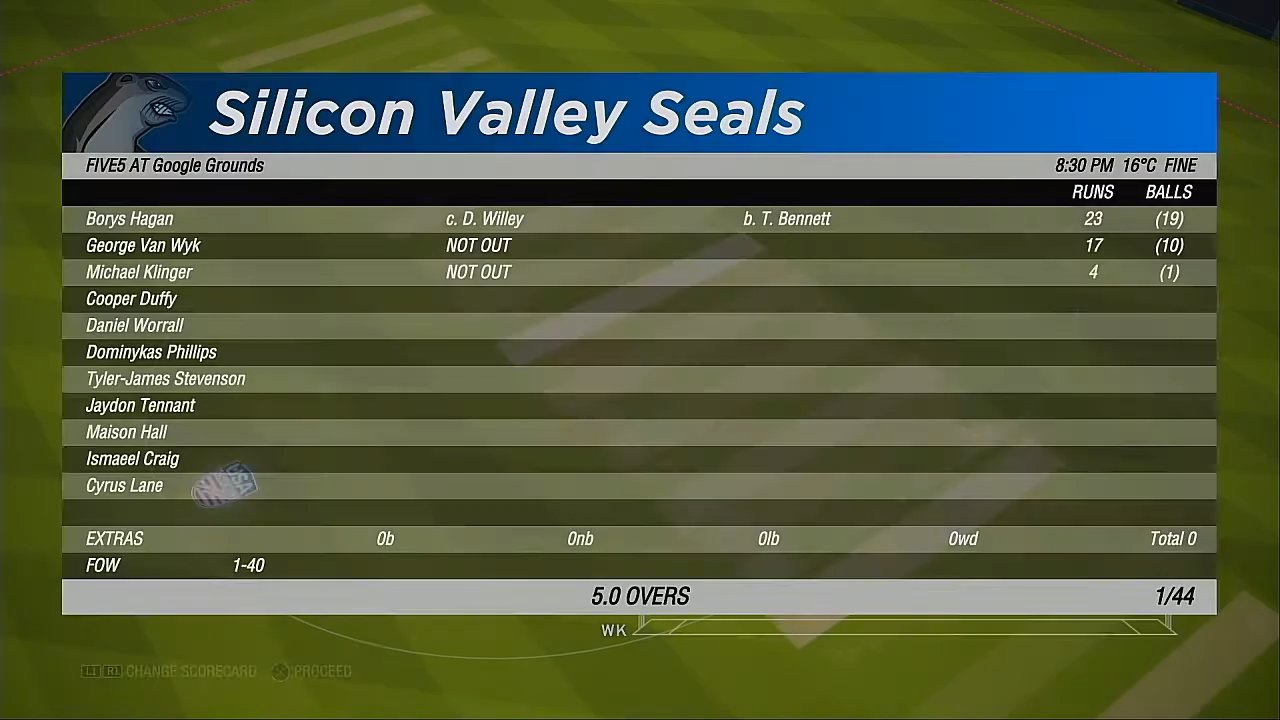 Silicon Valley Seals
FIVE5 AT Google Grounds 8:30 PM 16°C FINE
RUNS BALLS
Borys Hagan c. D. Willey b. T. Bennett 23 (19)
George Van Wyk NOT OUT 17 (10)
Michael Klinger NOT OUT 4 (1)
Cooper Duffy
Daniel Worrall
Dominykas Phillips
Tyler-James Stevenson
Jaydon Tennant
Maison Hall
Ismaeel Craig
Cyrus Lane
USA
EXTRAS 0b 0nb 0lb 0wd Total 0
FOW 1-40
5.0 OVERS 1/44
WK
L1 R1 CHANGE SCORECARD PROCEED